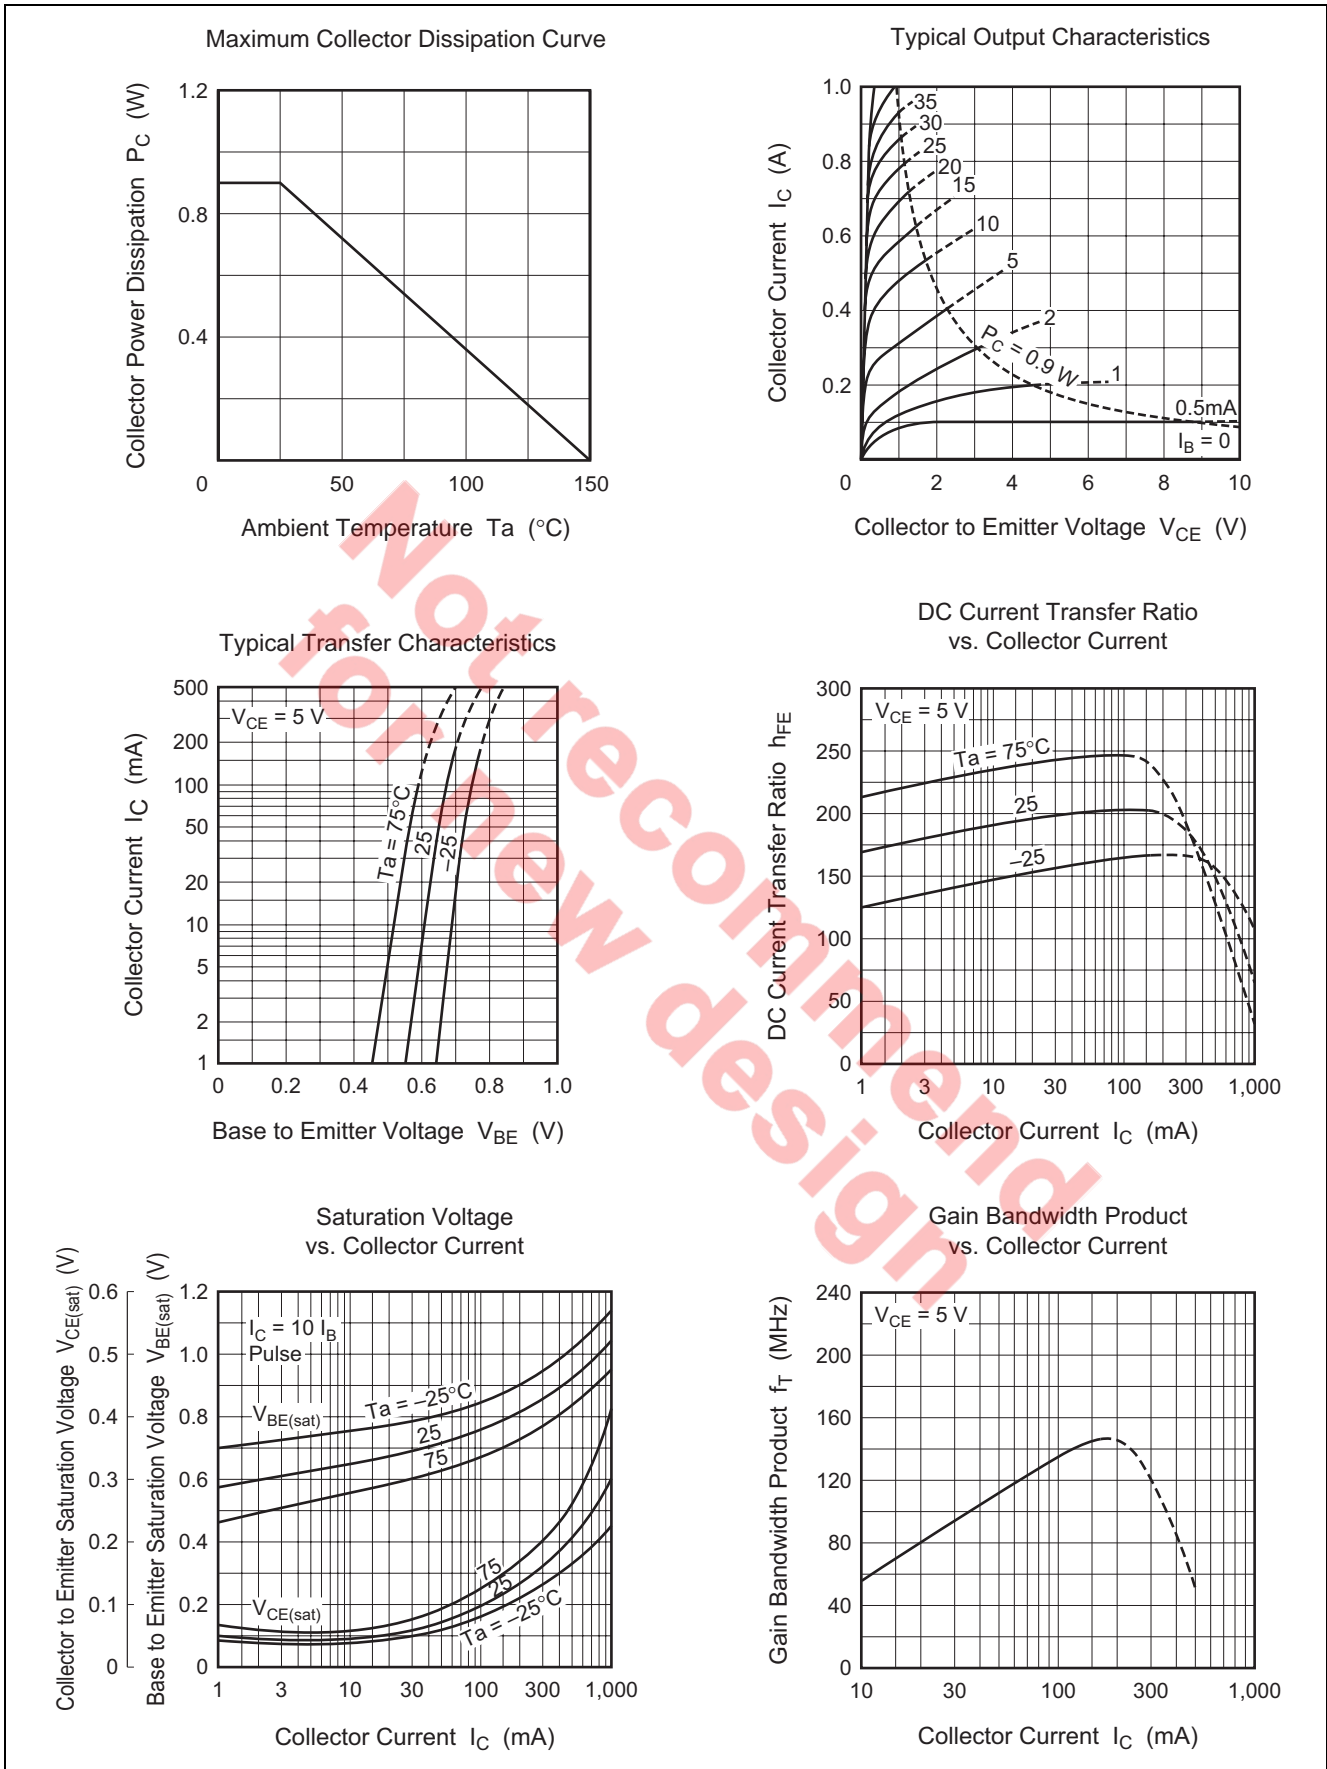 Maximum Collector Dissipation Curve
Collector Power Dissipation P_C (W)
1.2
0.8
0.4
0 50 100 150
Ambient Temperature Ta (°C)
Typical Output Characteristics
Collector Current I_C (A)
1.0
0.8
0.6
0.4
0.2
35
30
25
20
15
10
5
2
1
P_C = 0.9 W
0.5mA
I_B = 0
0 2 4 6 8 10
Collector to Emitter Voltage V_CE (V)
Typical Transfer Characteristics
Collector Current I_C (mA)
500
200
100
50
20
10
5
2
1
V_CE = 5 V
Ta = 75°C
25
–25
0 0.2 0.4 0.6 0.8 1.0
Base to Emitter Voltage V_BE (V)
DC Current Transfer Ratio
vs. Collector Current
DC Current Transfer Ratio h_FE
300
250
200
150
100
50
0
V_CE = 5 V
Ta = 75°C
25
–25
1 3 10 30 100 300 1,000
Collector Current I_C (mA)
Saturation Voltage
vs. Collector Current
Collector to Emitter Saturation Voltage V_CE(sat) (V)
0.6
0.5
0.4
0.3
0.2
0.1
0
Base to Emitter Saturation Voltage V_BE(sat) (V)
1.2
1.0
0.8
0.6
0.4
0.2
0
I_C = 10 I_B
Pulse
Ta = –25°C
V_BE(sat)
25
75
75
25
V_CE(sat)
Ta = –25°C
1 3 10 30 100 300 1,000
Collector Current I_C (mA)
Gain Bandwidth Product
vs. Collector Current
Gain Bandwidth Product f_T (MHz)
240
200
160
120
80
40
0
V_CE = 5 V
10 30 100 300 1,000
Collector Current I_C (mA)
Not recommend
for new design